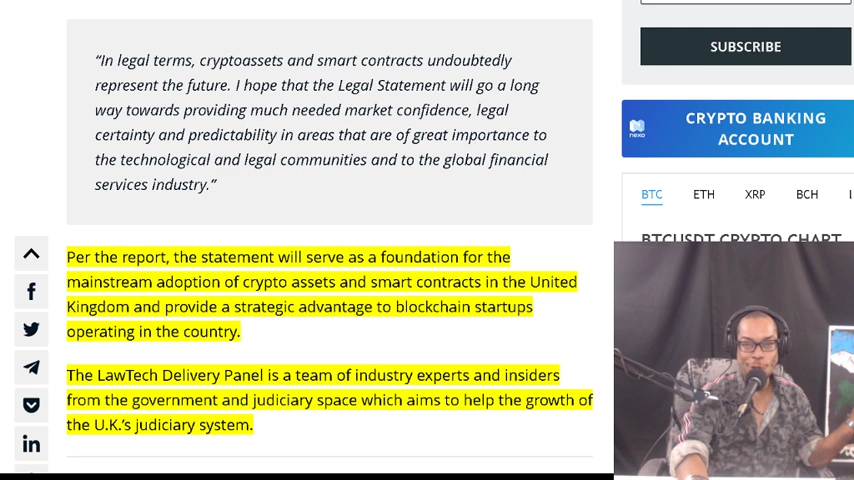 “In legal terms, cryptoassets and smart contracts undoubtedly
represent the future. I hope that the Legal Statement will go a long
way towards providing much needed market confidence, legal
certainty and predictability in areas that are of great importance to
the technological and legal communities and to the global financial
services industry.”
Per the report, the statement will serve as a foundation for the
mainstream adoption of crypto assets and smart contracts in the United
Kingdom and provide a strategic advantage to blockchain startups
operating in the country.
The LawTech Delivery Panel is a team of industry experts and insiders
from the government and judiciary space which aims to help the growth of
the U.K.’s judiciary system.
SUBSCRIBE
nexo
CRYPTO BANKING
ACCOUNT
BTC ETH XRP BCH
BTCUSDT CRYPTO CHART